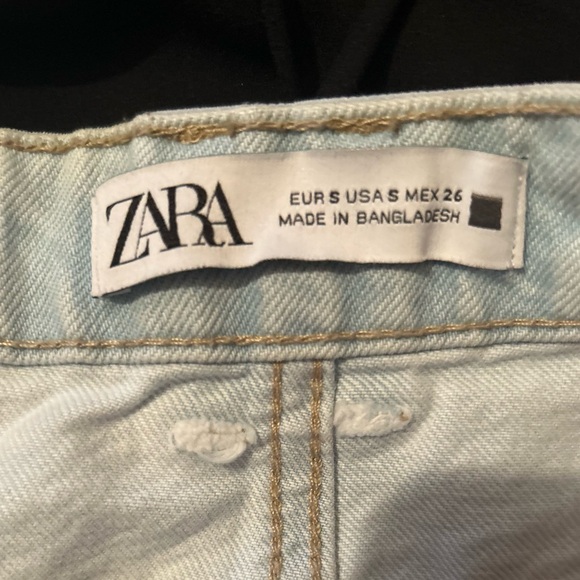 ZARA
EUR S USA S MEX 26
MADE IN BANGLADESH